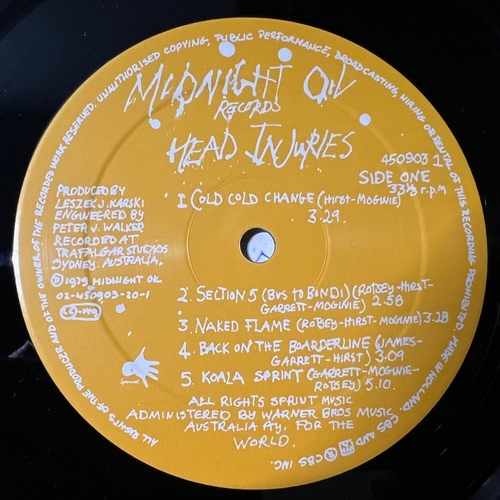 ALL RIGHTS OF THE PRODUCER AND OF THE OWNER OF THE RECORDED WORK RESERVED. UNAUTHORISED COPYING, PUBLIC PERFORMANCE, BROADCASTING, HIRING OR RENTAL OF THIS RECORDING PROHIBITED. MADE IN HOLLAND. CBS AND ARE ® CBS INC.
MIDNIGHT OIL
RECORDS
HEAD INJURIES
450903 1
SIDE ONE
33⅓ r.p.m
PRODUCED BY
LESZEK J. KARSKI
ENGINEERED BY
PETER V. WALKER
RECORDED AT
TRAFALGAR STUDIOS
SYDNEY. AUSTRALIA.
℗ 1979 MIDNIGHT OIL
02-450903-20-1
1. COLD COLD CHANGE (HIRST-MOGINIE)
3.29.
2. SECTION 5 (BUS TO BONDI) (ROTSEY-HIRST-
GARRETT-MOGINIE) 2.58
3. NAKED FLAME (ROTSEY-HIRST-MOGINIE) 3.28
4. BACK ON THE BOARDERLINE (JAMES-
GARRETT-HIRST) 3.09
5. KOALA SPRINT (GARRETT-MOGINIE-
ROTSEY) 5.10.
ALL RIGHTS SPRINT MUSIC
ADMINISTERED BY WARNER BROS MUSIC
AUSTRALIA P/y. FOR THE
WORLD.